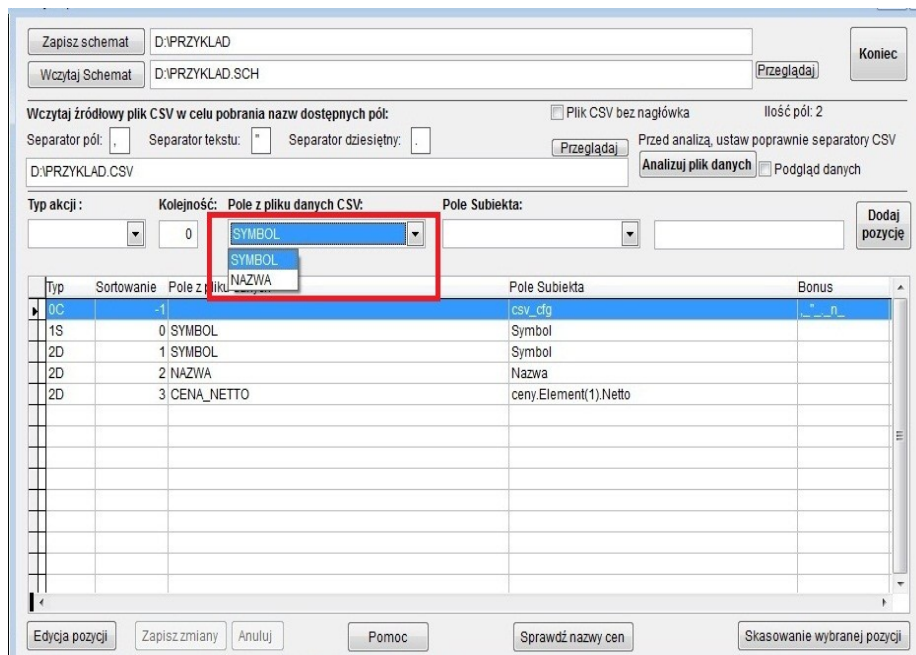 Zapisz schemat D:\PRZYKLAD
Koniec
Wczytaj Schemat D:\PRZYKLAD.SCH Przeglądaj
Wczytaj źródłowy plik CSV w celu pobrania nazw dostępnych pól: Plik CSV bez nagłówka Ilość pól: 2
Separator pól: , Separator tekstu: " Separator dziesiętny: . Przeglądaj Przed analizą, ustaw poprawnie separatory CSV
D:\PRZYKLAD.CSV Analizuj plik danych Podgląd danych
Typ akcji : Kolejność: Pole z pliku danych CSV: Pole Subiekta:
0 SYMBOL Dodaj pozycję
SYMBOL
NAZWA
Typ Sortowanie Pole z pliku Pole Subiekta Bonus
0C -1 csv_cfg ,_"_._n_
1S 0 SYMBOL Symbol
2D 1 SYMBOL Symbol
2D 2 NAZWA Nazwa
2D 3 CENA_NETTO ceny.Element(1).Netto
Edycja pozycji Zapisz zmiany Anuluj Pomoc Sprawdź nazwy cen Skasowanie wybranej pozycji